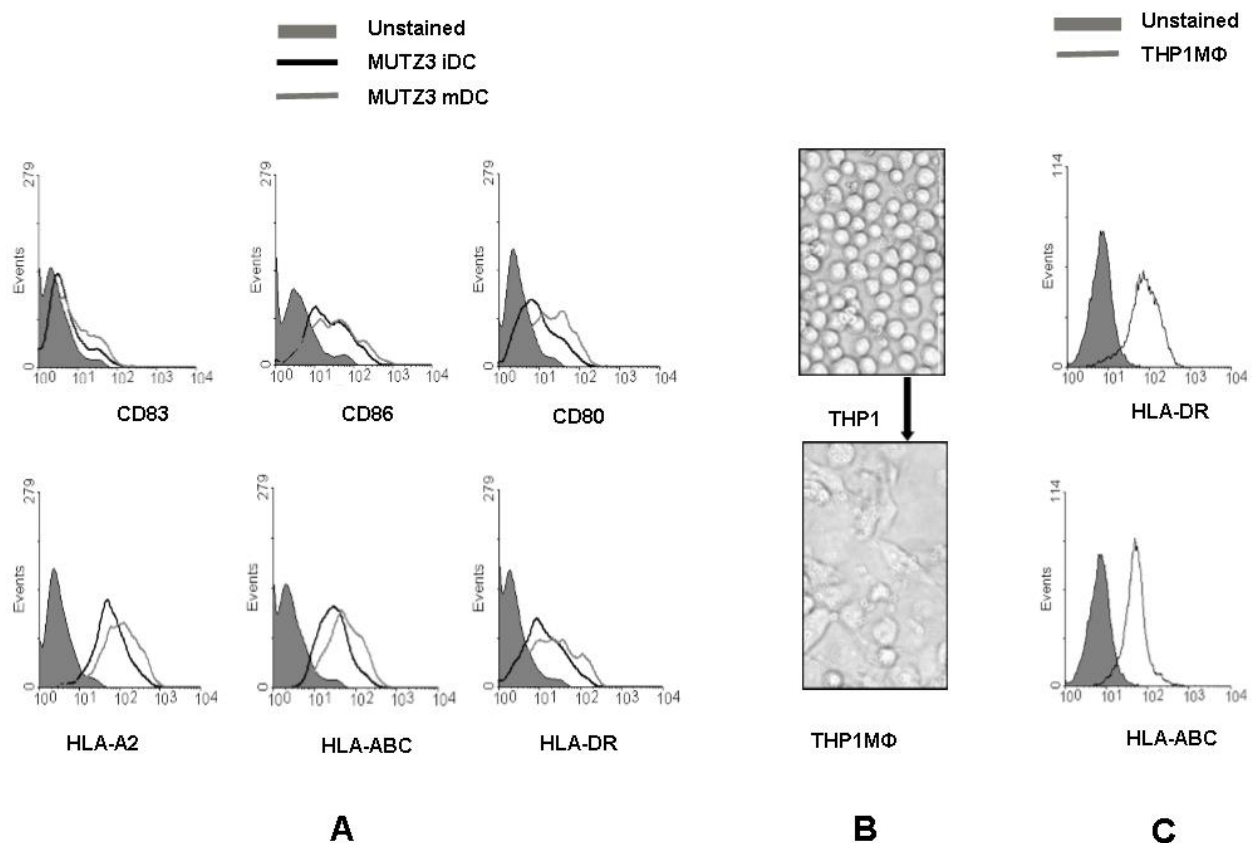 Unstained
MUTZ3 iDC
MUTZ3 mDC
Unstained
THP1MΦ
279
Events
0
10⁰ 10¹ 10² 10³ 10⁴
CD83
279
Events
0
10⁰ 10¹ 10² 10³ 10⁴
CD86
279
Events
0
10⁰ 10¹ 10² 10³ 10⁴
CD80
THP1
114
Events
0
10⁰ 10¹ 10² 10³ 10⁴
HLA-DR
279
Events
0
10⁰ 10¹ 10² 10³ 10⁴
HLA-A2
279
Events
0
10⁰ 10¹ 10² 10³ 10⁴
HLA-ABC
279
Events
0
10⁰ 10¹ 10² 10³ 10⁴
HLA-DR
THP1MΦ
114
Events
0
10⁰ 10¹ 10² 10³ 10⁴
HLA-ABC
A
B
C